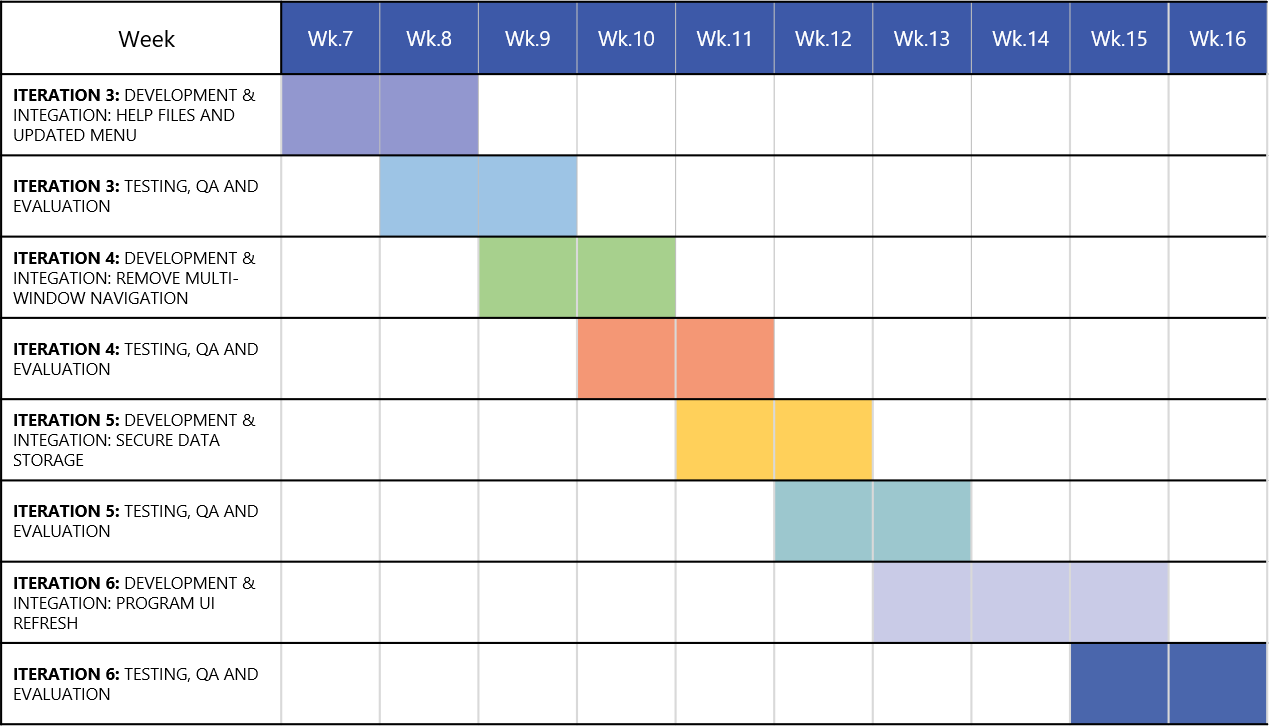 Week Wk.7 Wk.8 Wk.9 Wk.10 Wk.11 Wk.12 Wk.13 Wk.14 Wk.15 Wk.16
ITERATION 3: DEVELOPMENT &
INTEGATION: HELP FILES AND
UPDATED MENU
ITERATION 3: TESTING, QA AND
EVALUATION
ITERATION 4: DEVELOPMENT &
INTEGATION: REMOVE MULTI-
WINDOW NAVIGATION
ITERATION 4: TESTING, QA AND
EVALUATION
ITERATION 5: DEVELOPMENT &
INTEGATION: SECURE DATA
STORAGE
ITERATION 5: TESTING, QA AND
EVALUATION
ITERATION 6: DEVELOPMENT &
INTEGATION: PROGRAM UI
REFRESH
ITERATION 6: TESTING, QA AND
EVALUATION